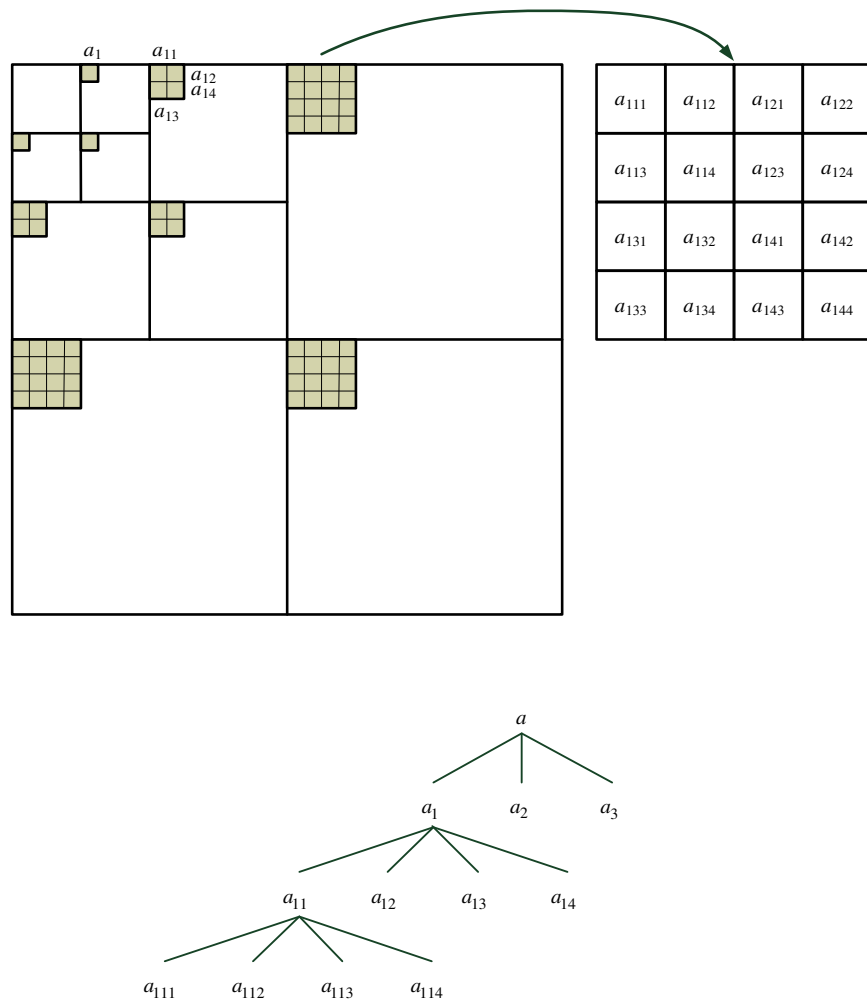 a₁ a₁₁
a₁₂
a₁₄
a₁₃
a₁₁₁ a₁₁₂ a₁₂₁ a₁₂₂
a₁₁₃ a₁₁₄ a₁₂₃ a₁₂₄
a₁₃₁ a₁₃₂ a₁₄₁ a₁₄₂
a₁₃₃ a₁₃₄ a₁₄₃ a₁₄₄
a
a₁ a₂ a₃
a₁₁ a₁₂ a₁₃ a₁₄
a₁₁₁ a₁₁₂ a₁₁₃ a₁₁₄